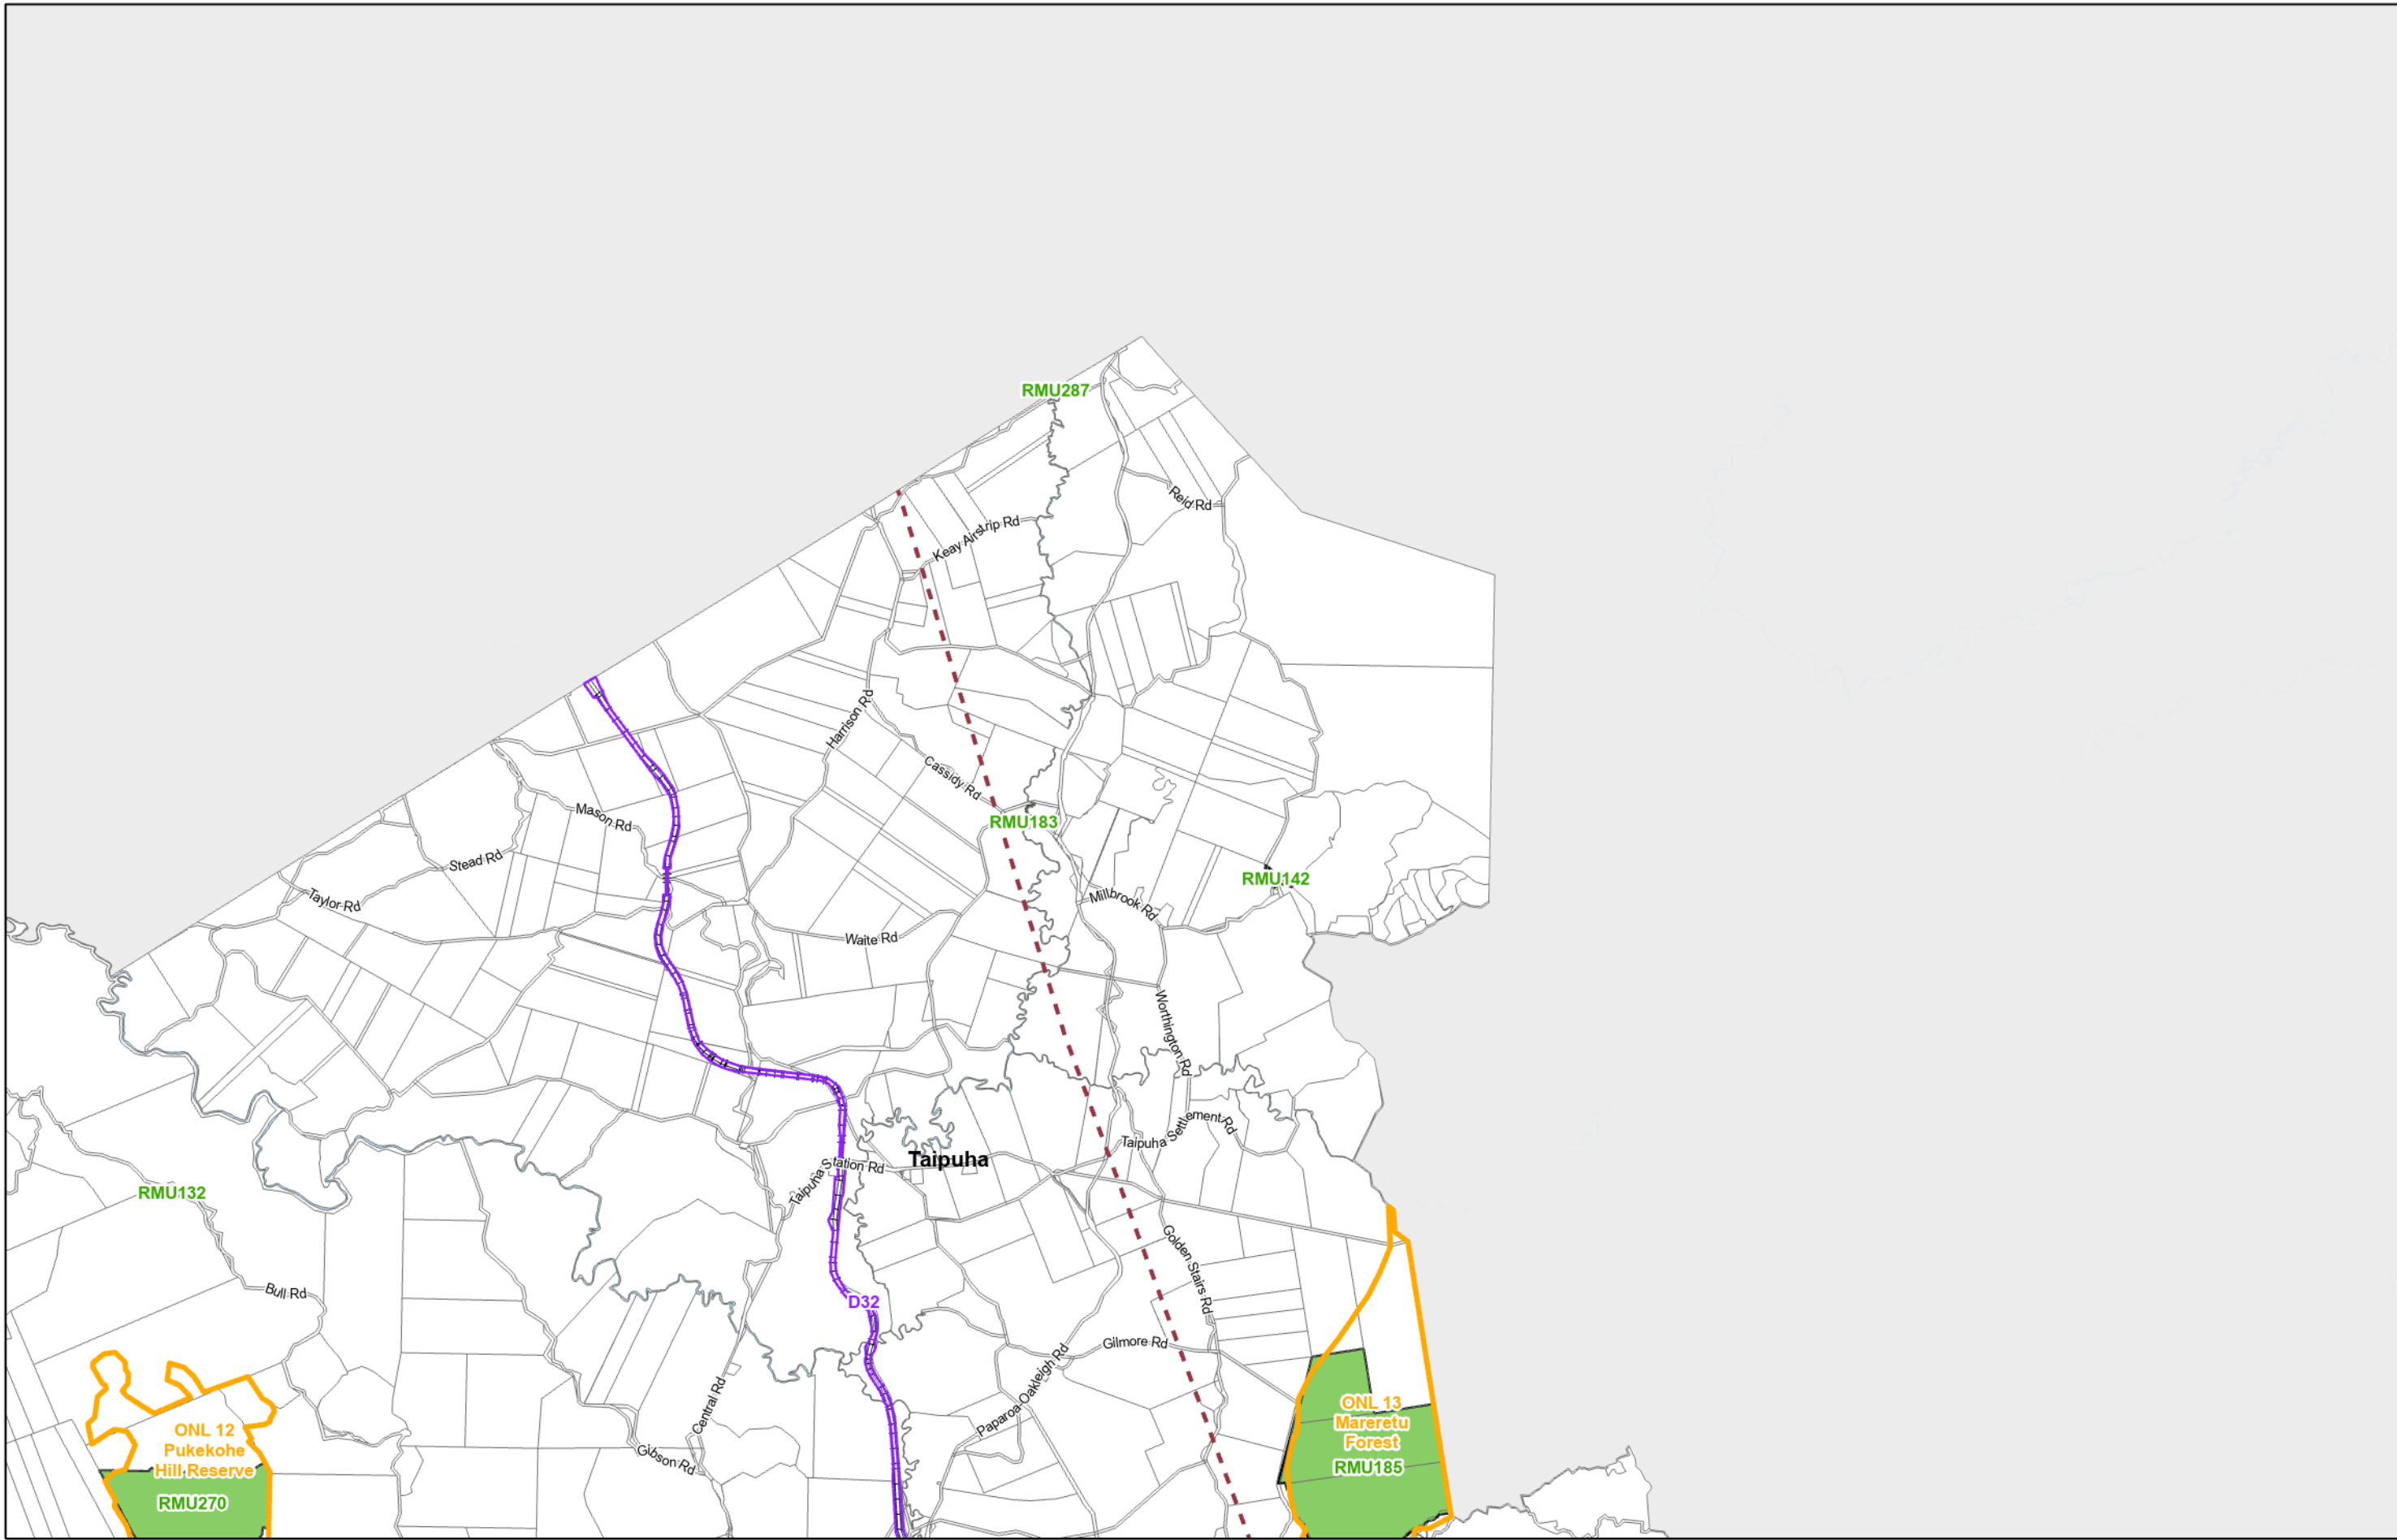 RMU287
Reid Rd
Keay Airstrip Rd
Harrison Rd
Cassidy Rd
Mason Rd
RMU183
Stead Rd
RMU142
Taylor Rd
Millbrook Rd
Waite Rd
Worthington Rd
Taipuha Settlement Rd
Taipuha
Taipuha Station Rd
RMU132
Golden Stairs Rd
Bull Rd
D32
Gilmore Rd
Paparoa-Oakleigh Rd
Central Rd
ONL 13
Mareretu
Forest
RMU185
ONL 12
Pukekohe
Hill Reserve
Gibson Rd
RMU270